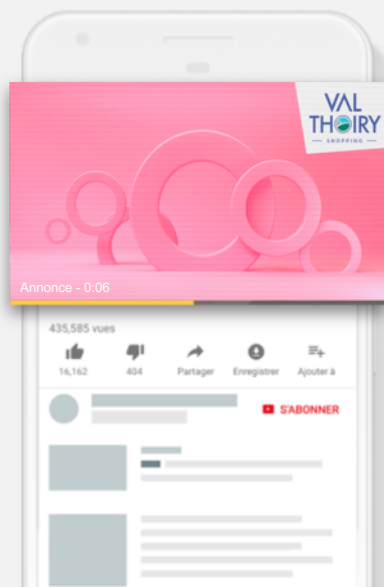 VAL
THOIRY
SHOPPING
Annonce - 0:06
435,585 vues
16,162 404 Partager Enregistrer Ajouter à
S'ABONNER